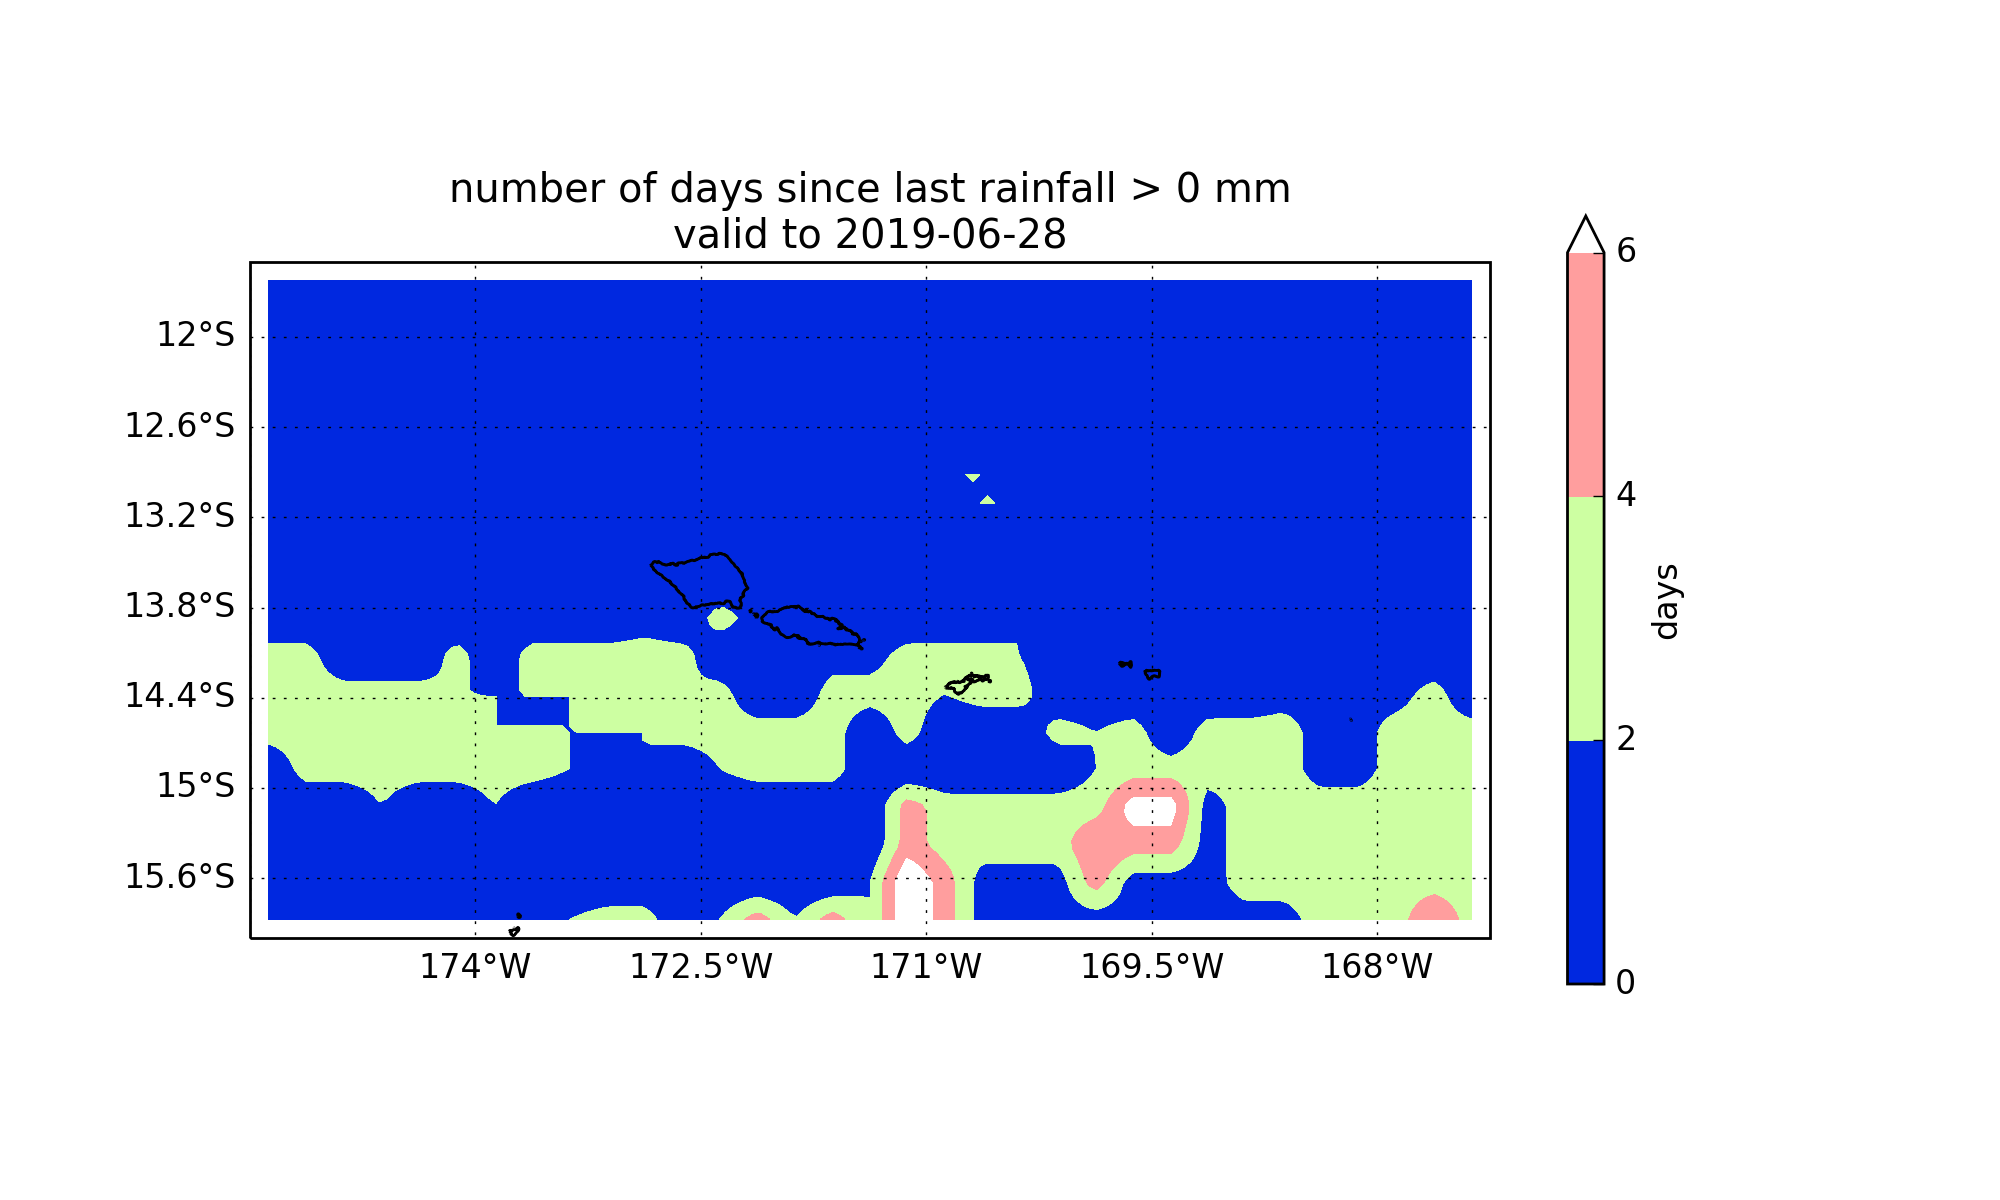 number of days since last rainfall > 0 mm
valid to 2019-06-28
12°S
12.6°S
13.2°S
13.8°S
14.4°S
15°S
15.6°S
174°W 172.5°W 171°W 169.5°W 168°W
6
4
2
0
days